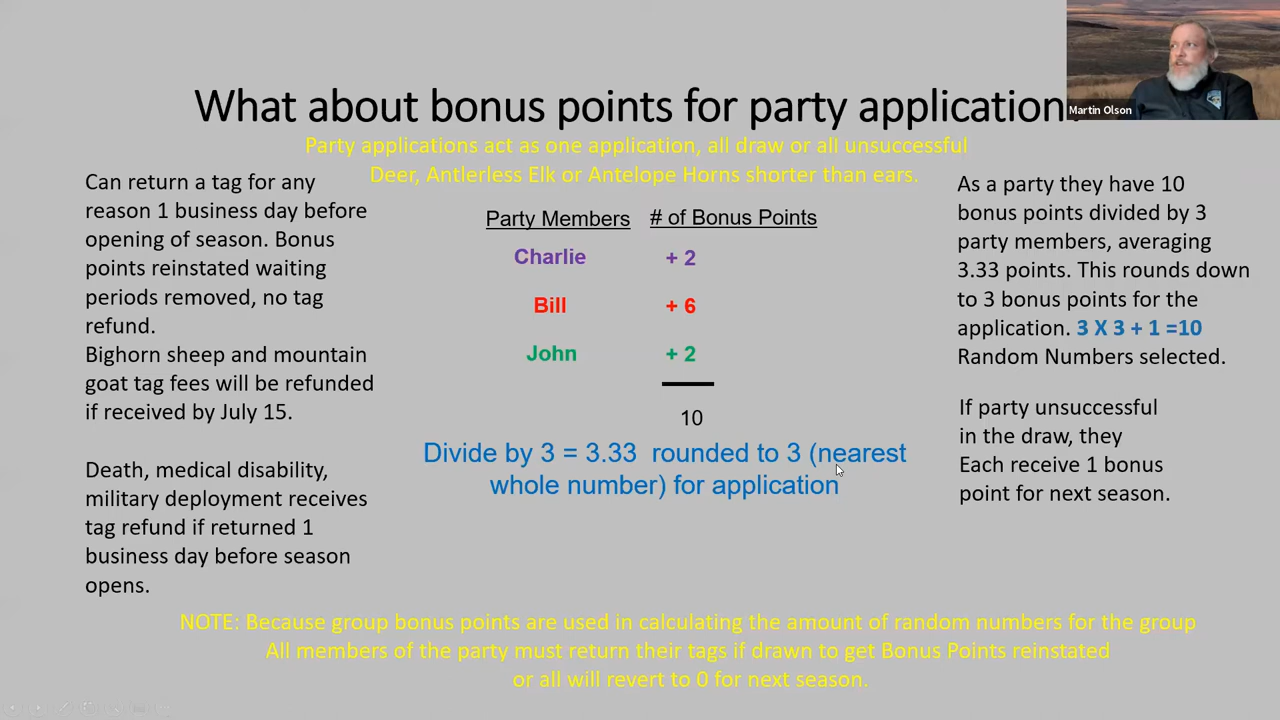 What about bonus points for party application
Martin Olson
Party applications act as one application, all draw or all unsuccessful
Deer, Antlerless Elk or Antelope Horns shorter than ears.
Can return a tag for any
reason 1 business day before
opening of season. Bonus
points reinstated waiting
periods removed, no tag
refund.
Bighorn sheep and mountain
goat tag fees will be refunded
if received by July 15.
Death, medical disability,
military deployment receives
tag refund if returned 1
business day before season
opens.
Party Members # of Bonus Points
Charlie + 2
Bill + 6
John + 2
10
Divide by 3 = 3.33 rounded to 3 (nearest
whole number) for application
As a party they have 10
bonus points divided by 3
party members, averaging
3.33 points. This rounds down
to 3 bonus points for the
application. 3 X 3 + 1 =10
Random Numbers selected.
If party unsuccessful
in the draw, they
Each receive 1 bonus
point for next season.
NOTE: Because group bonus points are used in calculating the amount of random numbers for the group
All members of the party must return their tags if drawn to get Bonus Points reinstated
or all will revert to 0 for next season.